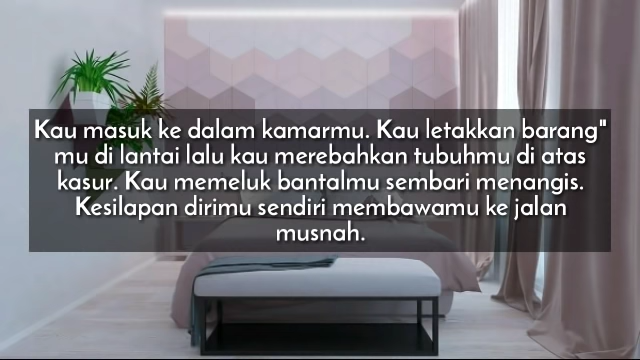 Kau masuk ke dalam kamarmu. Kau letakkan barang"
mu di lantai lalu kau merebahkan tubuhmu di atas
kasur. Kau memeluk bantalmu sembari menangis.
Kesilapan dirimu sendiri membawamu ke jalan
musnah.